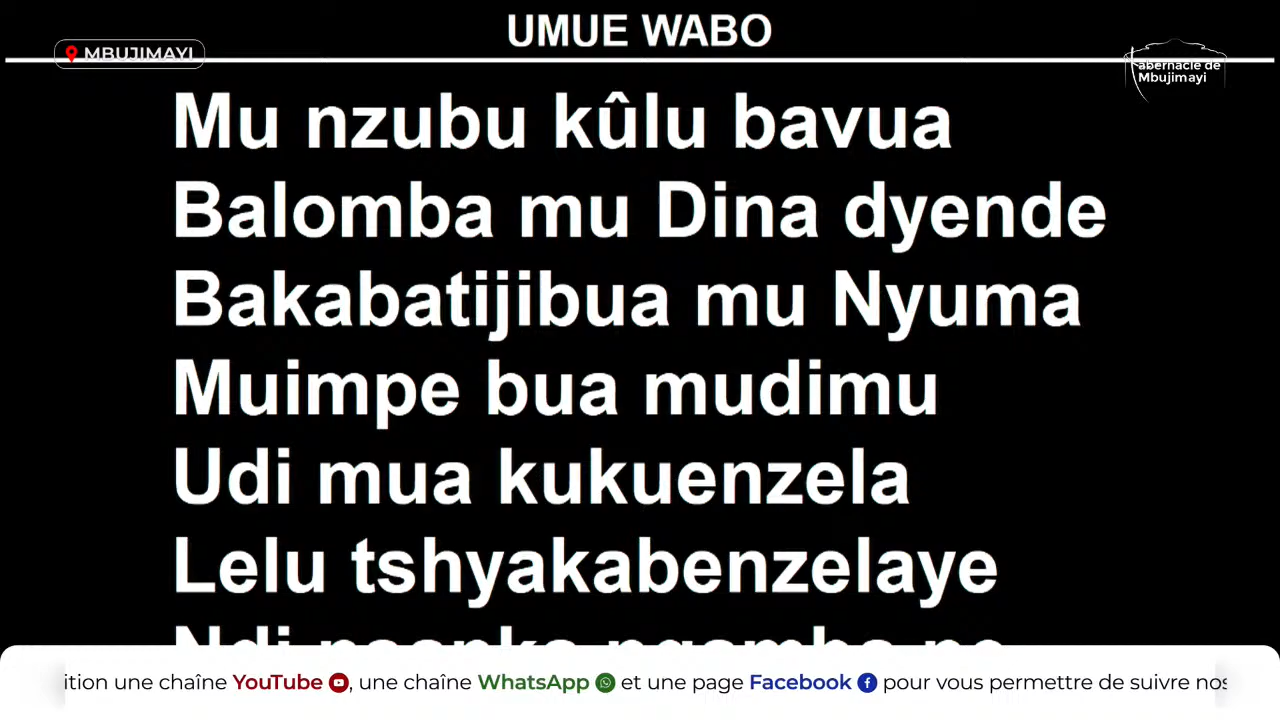 UMUE WABO
MBUJIMAYI
abernacle de
Mbujimayi
Mu nzubu kûlu bavua
Balomba mu Dina dyende
Bakabatijibua mu Nyuma
Muimpe bua mudimu
Udi mua kukuenzela
Lelu tshyakabenzelaye
ition une chaîne YouTube, une chaîne WhatsApp et une page Facebook pour vous permettre de suivre nos